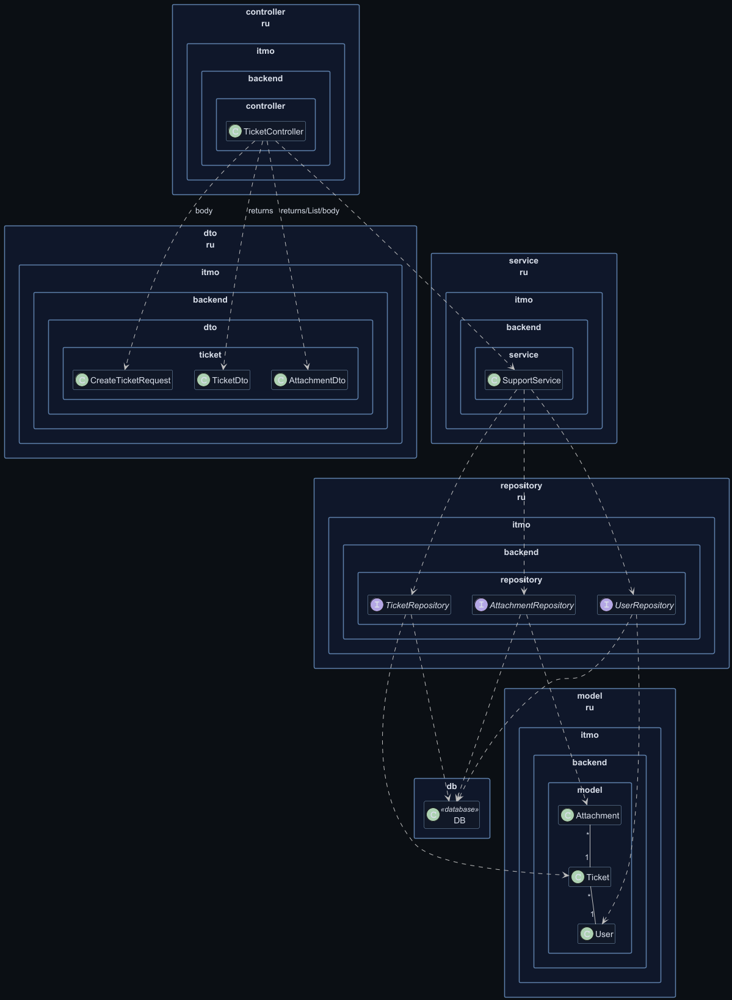 controller
ru
itmo
backend
controller
C TicketController
body
returns
returns/List/body
dto
ru
itmo
backend
dto
ticket
C CreateTicketRequest
C TicketDto
C AttachmentDto
service
ru
itmo
backend
service
C SupportService
repository
ru
itmo
backend
repository
I TicketRepository
I AttachmentRepository
I UserRepository
model
ru
itmo
backend
model
db
C «database»
DB
C Attachment
*
1
C Ticket
*
1
C User